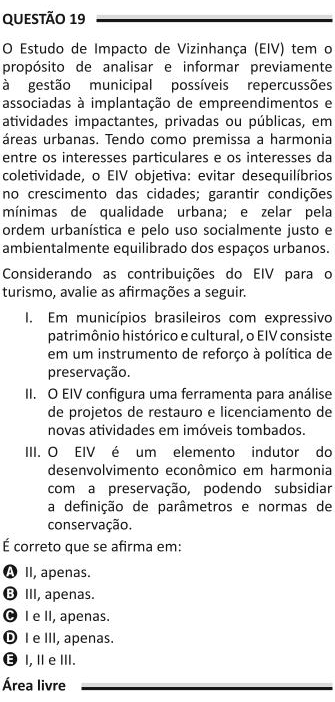 QUESTÃO 19
O Estudo de Impacto de Vizinhança (EIV) tem o
propósito de analisar e informar previamente
à gestão municipal possíveis repercussões
associadas à implantação de empreendimentos e
atividades impactantes, privadas ou públicas, em
áreas urbanas. Tendo como premissa a harmonia
entre os interesses particulares e os interesses da
coletividade, o EIV objetiva: evitar desequilíbrios
no crescimento das cidades; garantir condições
mínimas de qualidade urbana; e zelar pela
ordem urbanística e pelo uso socialmente justo e
ambientalmente equilibrado dos espaços urbanos.
Considerando as contribuições do EIV para o
turismo, avalie as afirmações a seguir.
I. Em municípios brasileiros com expressivo
patrimônio histórico e cultural, o EIV consiste
em um instrumento de reforço à política de
preservação.
II. O EIV configura uma ferramenta para análise
de projetos de restauro e licenciamento de
novas atividades em imóveis tombados.
III. O EIV é um elemento indutor do
desenvolvimento econômico em harmonia
com a preservação, podendo subsidiar
a definição de parâmetros e normas de
conservação.
É correto que se afirma em:
A II, apenas.
B III, apenas.
C I e II, apenas.
D I e III, apenas.
E I, II e III.
Área livre